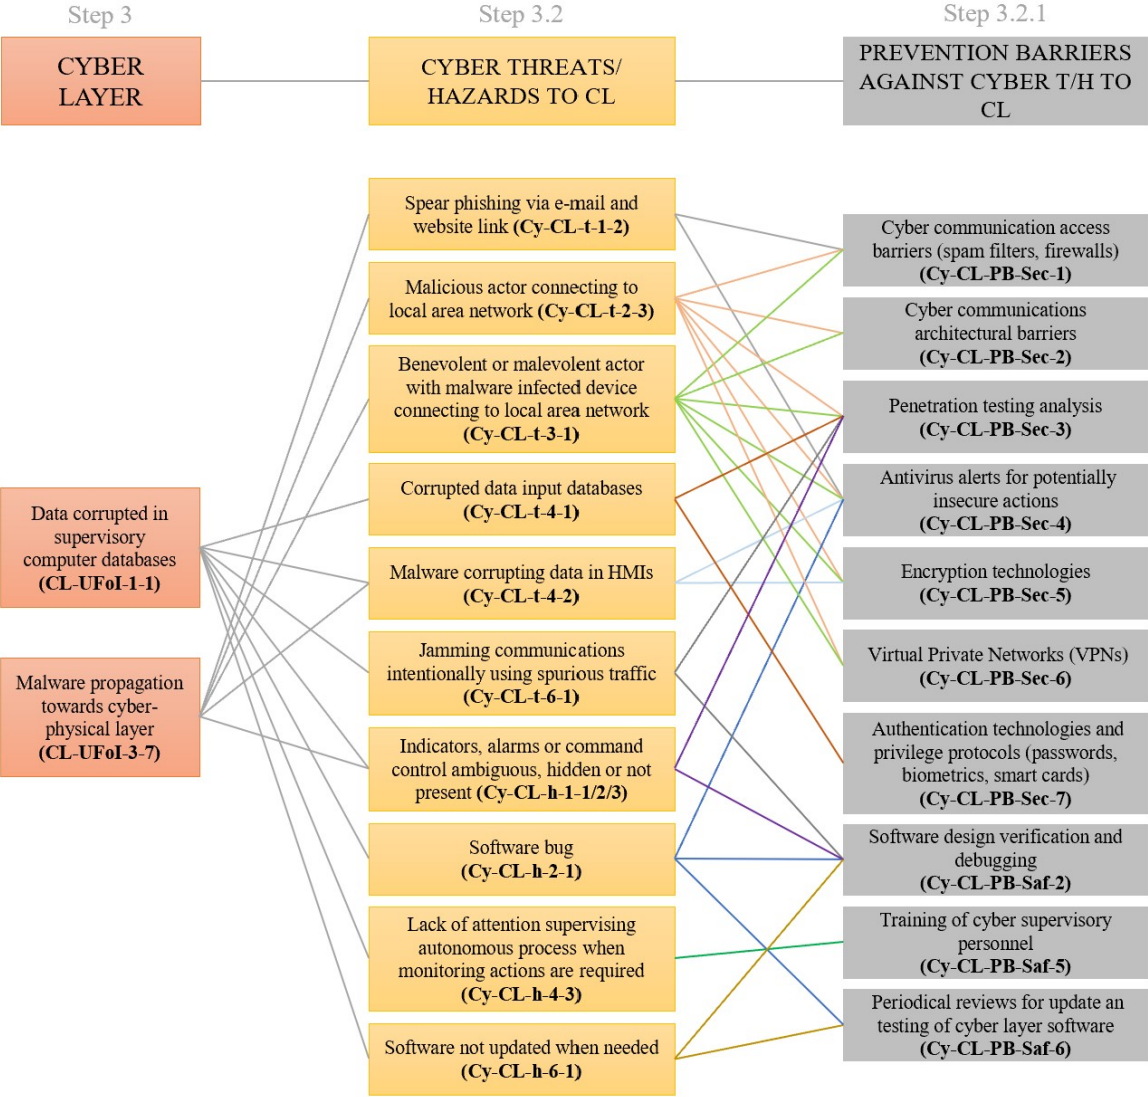 Step 3
Step 3.2
Step 3.2.1
CYBER
LAYER
CYBER THREATS/
HAZARDS TO CL
PREVENTION BARRIERS
AGAINST CYBER T/H TO
CL
Data corrupted in
supervisory
computer databases
(CL-UFoI-1-1)
Malware propagation
towards cyber-
physical layer
(CL-UFoI-3-7)
Spear phishing via e-mail and
website link (Cy-CL-t-1-2)
Malicious actor connecting to
local area network (Cy-CL-t-2-3)
Benevolent or malevolent actor
with malware infected device
connecting to local area network
(Cy-CL-t-3-1)
Corrupted data input databases
(Cy-CL-t-4-1)
Malware corrupting data in HMIs
(Cy-CL-t-4-2)
Jamming communications
intentionally using spurious traffic
(Cy-CL-t-6-1)
Indicators, alarms or command
control ambiguous, hidden or not
present (Cy-CL-h-1-1/2/3)
Software bug
(Cy-CL-h-2-1)
Lack of attention supervising
autonomous process when
monitoring actions are required
(Cy-CL-h-4-3)
Software not updated when needed
(Cy-CL-h-6-1)
Cyber communication access
barriers (spam filters, firewalls)
(Cy-CL-PB-Sec-1)
Cyber communications
architectural barriers
(Cy-CL-PB-Sec-2)
Penetration testing analysis
(Cy-CL-PB-Sec-3)
Antivirus alerts for potentially
insecure actions
(Cy-CL-PB-Sec-4)
Encryption technologies
(Cy-CL-PB-Sec-5)
Virtual Private Networks (VPNs)
(Cy-CL-PB-Sec-6)
Authentication technologies and
privilege protocols (passwords,
biometrics, smart cards)
(Cy-CL-PB-Sec-7)
Software design verification and
debugging
(Cy-CL-PB-Saf-2)
Training of cyber supervisory
personnel
(Cy-CL-PB-Saf-5)
Periodical reviews for update an
testing of cyber layer software
(Cy-CL-PB-Saf-6)